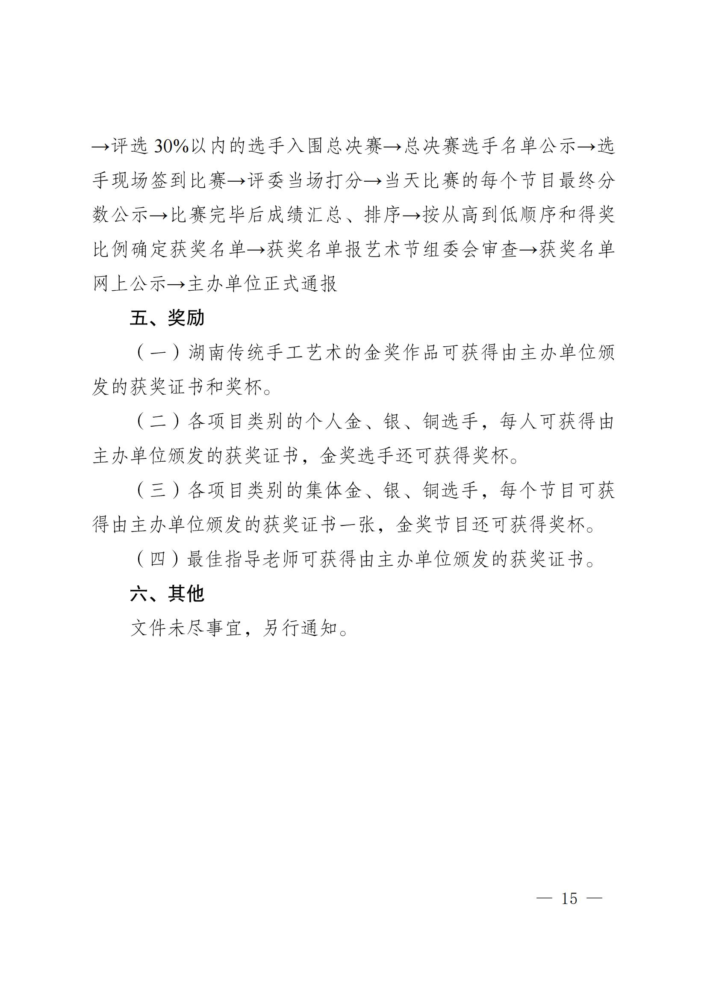 →评选 30%以内的选手入围总决赛→总决赛选手名单公示→选
手现场签到比赛→评委当场打分→当天比赛的每个节目最终分
数公示→比赛完毕后成绩汇总、排序→按从高到低顺序和得奖
比例确定获奖名单→获奖名单报艺术节组委会审查→获奖名单
网上公示→主办单位正式通报
五、奖励
（一）湖南传统手工艺术的金奖作品可获得由主办单位颁
发的获奖证书和奖杯。
（二）各项目类别的个人金、银、铜选手，每人可获得由
主办单位颁发的获奖证书，金奖选手还可获得奖杯。
（三）各项目类别的集体金、银、铜选手，每个节目可获
得由主办单位颁发的获奖证书一张，金奖节目还可获得奖杯。
（四）最佳指导老师可获得由主办单位颁发的获奖证书。
六、其他
文件未尽事宜，另行通知。
— 15 —